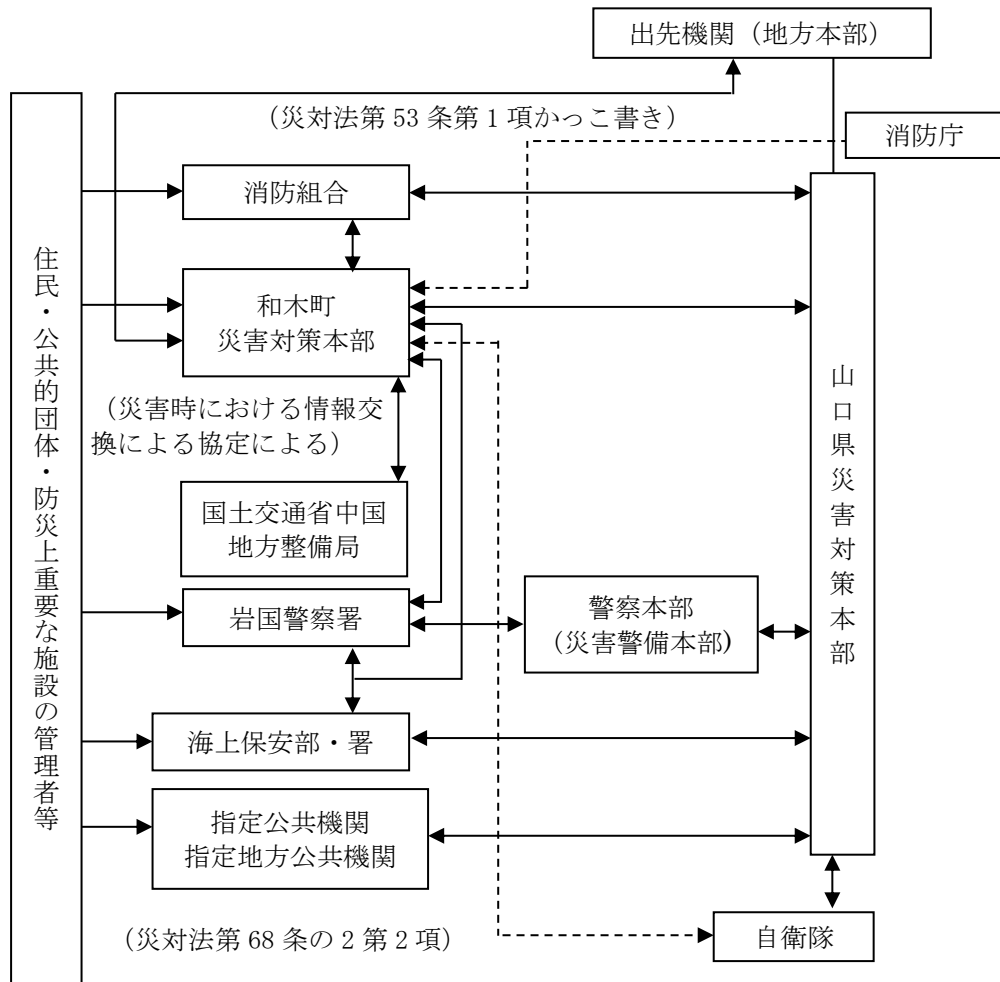 出先機関（地方本部）
（災対法第 53 条第 1 項かっこ書き）
消防庁
消防組合
住民・公共的団体・防災上重要な施設の管理者等
和木町
災害対策本部
山口県災害対策本部
（災害時における情報交
換による協定による）
国土交通省中国
地方整備局
岩国警察署
警察本部
（災害警備本部）
海上保安部・署
指定公共機関
指定地方公共機関
（災対法第 68 条の 2 第 2 項）
自衛隊